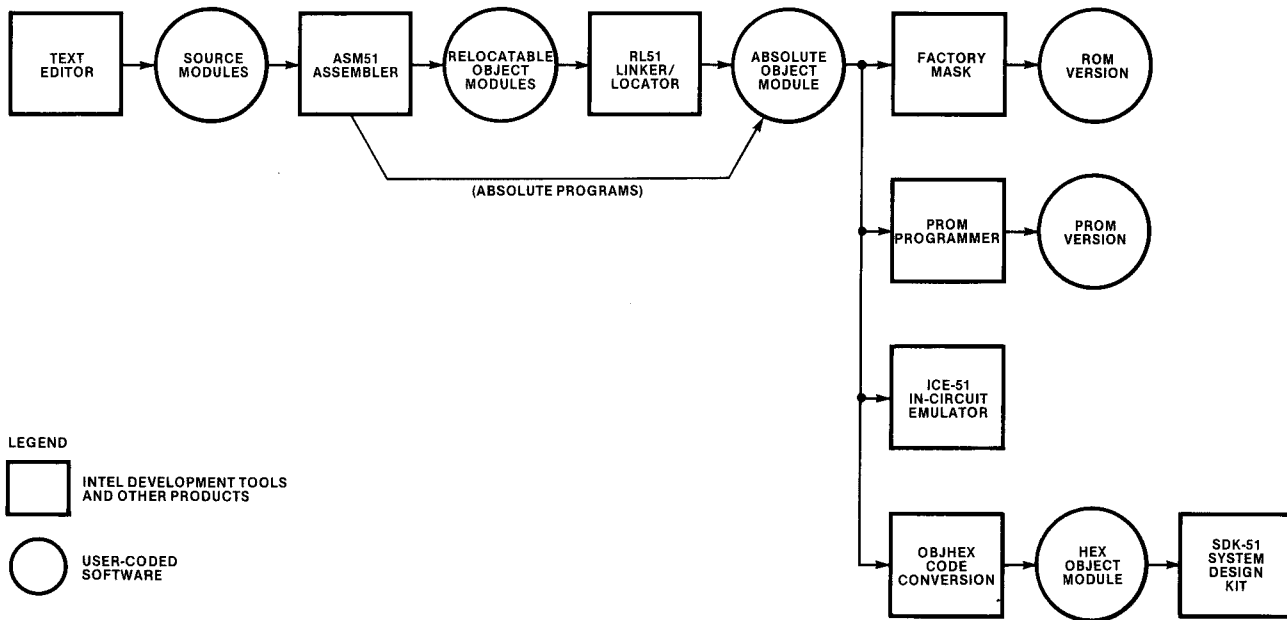 TEXT
EDITOR
SOURCE
MODULES
ASM51
ASSEMBLER
RELOCATABLE
OBJECT
MODULES
RL51
LINKER/
LOCATOR
ABSOLUTE
OBJECT
MODULE
FACTORY
MASK
ROM
VERSION
(ABSOLUTE PROGRAMS)
PROM
PROGRAMMER
PROM
VERSION
ICE-51
IN-CIRCUIT
EMULATOR
LEGEND
INTEL DEVELOPMENT TOOLS
AND OTHER PRODUCTS
USER-CODED
SOFTWARE
OBJHEX
CODE
CONVERSION
HEX
OBJECT
MODULE
SDK-51
SYSTEM
DESIGN
KIT